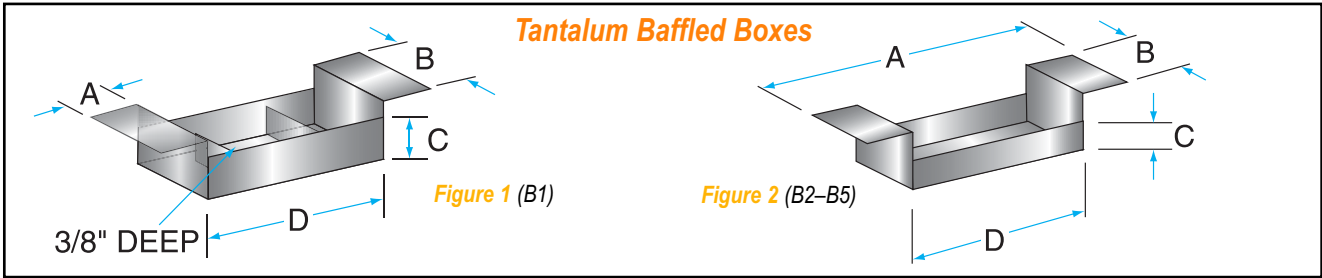 Tantalum Baffled Boxes
A
B
C
D
3/8" DEEP
Figure 1 (B1)
A
B
C
D
Figure 2 (B2–B5)